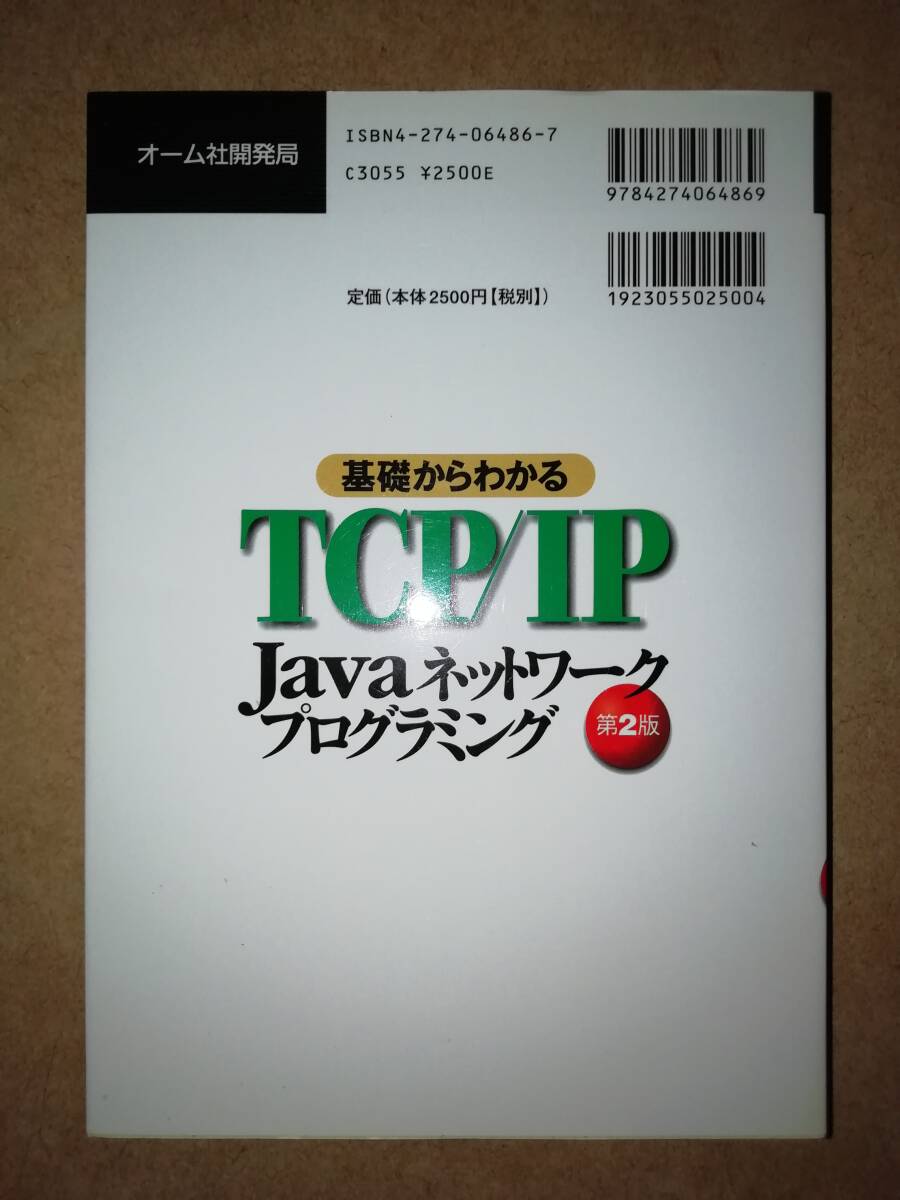 オーム社開発局
ISBN4-274-06486-7
C3055 ¥2500E
9784274064869
定価(本体2500円【税別】)
1923055025004
基礎からわかる
TCP/IP
Javaネットワーク
プログラミング
第2版